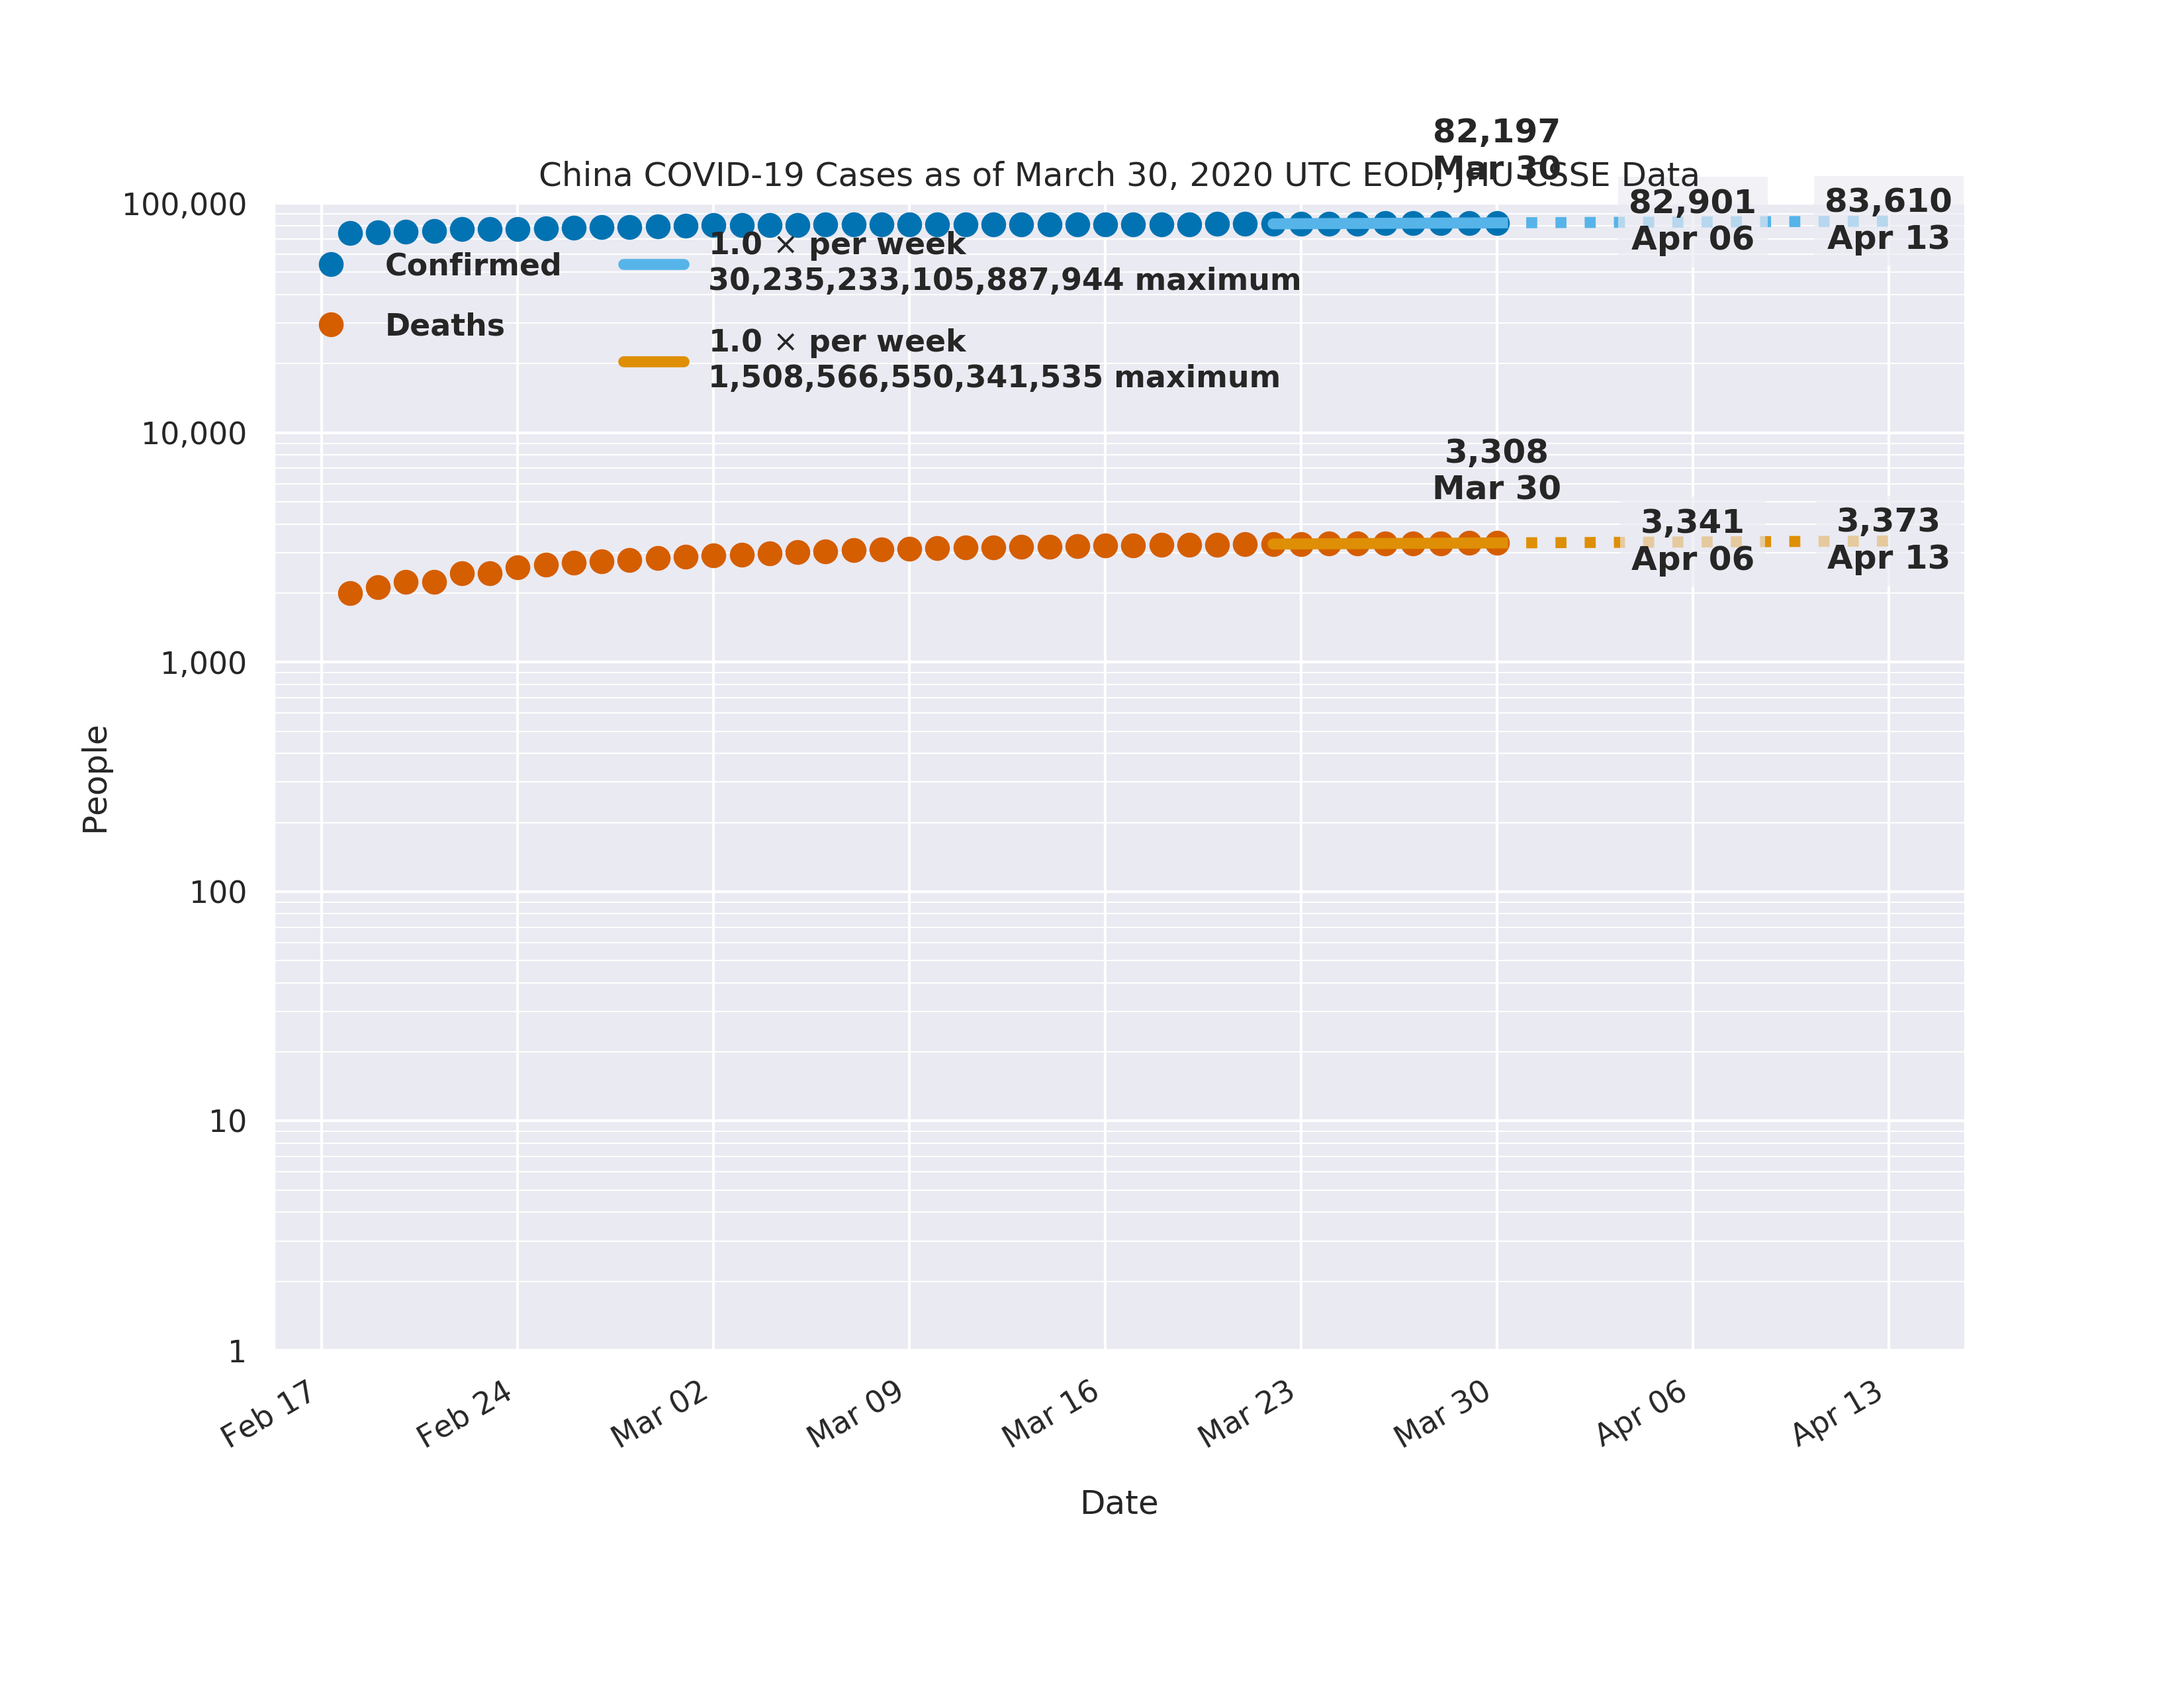 82,197
Mar 30
China COVID-19 Cases as of March 30, 2020 UTC EOD, JHU CSSE Data
100,000
10,000
1,000
100
10
1
People
Confirmed
Deaths
1.0 × per week
30,235,233,105,887,944 maximum
1.0 × per week
1,508,566,550,341,535 maximum
82,901
Apr 06
83,610
Apr 13
3,308
Mar 30
3,341
Apr 06
3,373
Apr 13
Feb 17
Feb 24
Mar 02
Mar 09
Mar 16
Mar 23
Mar 30
Apr 06
Apr 13
Date